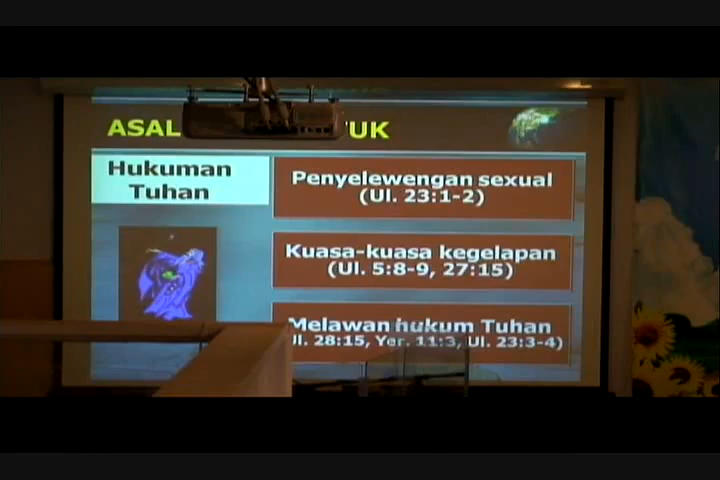 ASAL UK
Hukuman
Tuhan
Penyelewengan sexual
(Ul. 23:1-2)
Kuasa-kuasa kegelapan
(Ul. 5:8-9, 27:15)
Melawan hukum Tuhan
l. 28:15, Yer. 11:3, Ul. 23:3-4)